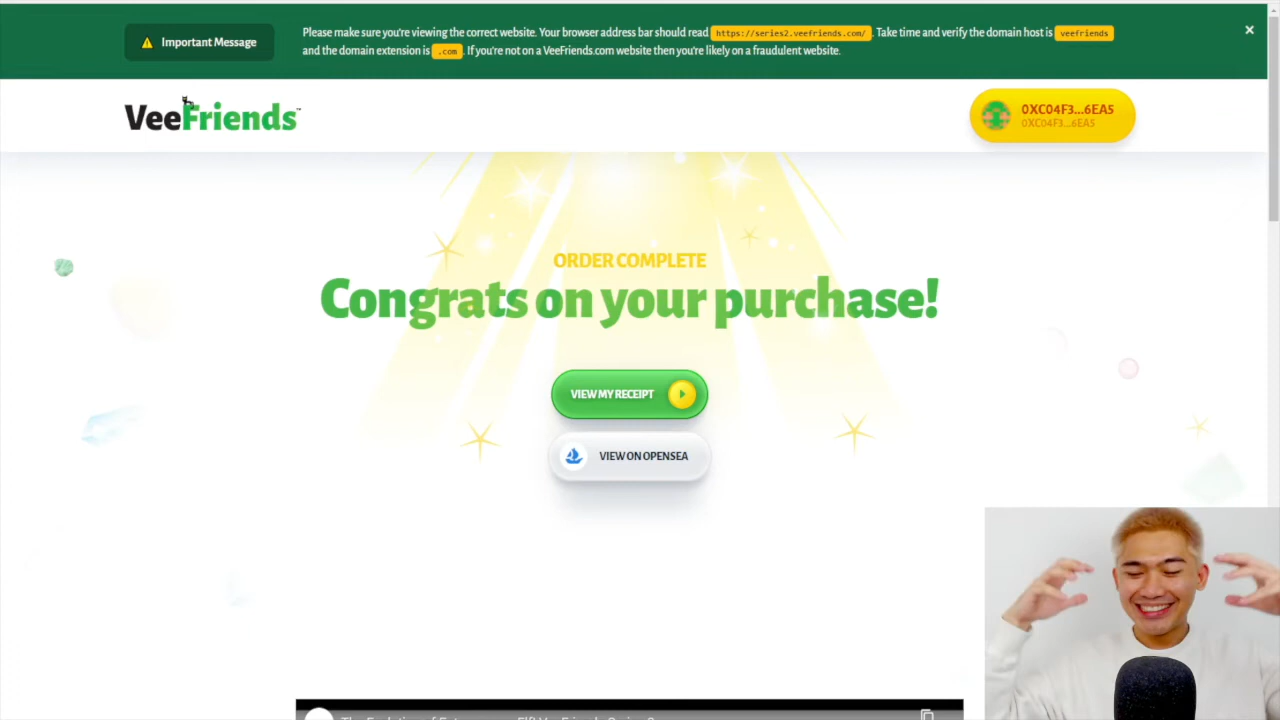 Important Message
Please make sure you're viewing the correct website. Your browser address bar should read https://series2.veefriends.com/ . Take time and verify the domain host is veefriends
and the domain extension is .com . If you're not on a VeeFriends.com website then you're likely on a fraudulent website.
VeeFriends™
0XC04F3...6EA5
0XC04F3...6EA5
ORDER COMPLETE
Congrats on your purchase!
VIEW MY RECEIPT
VIEW ON OPENSEA